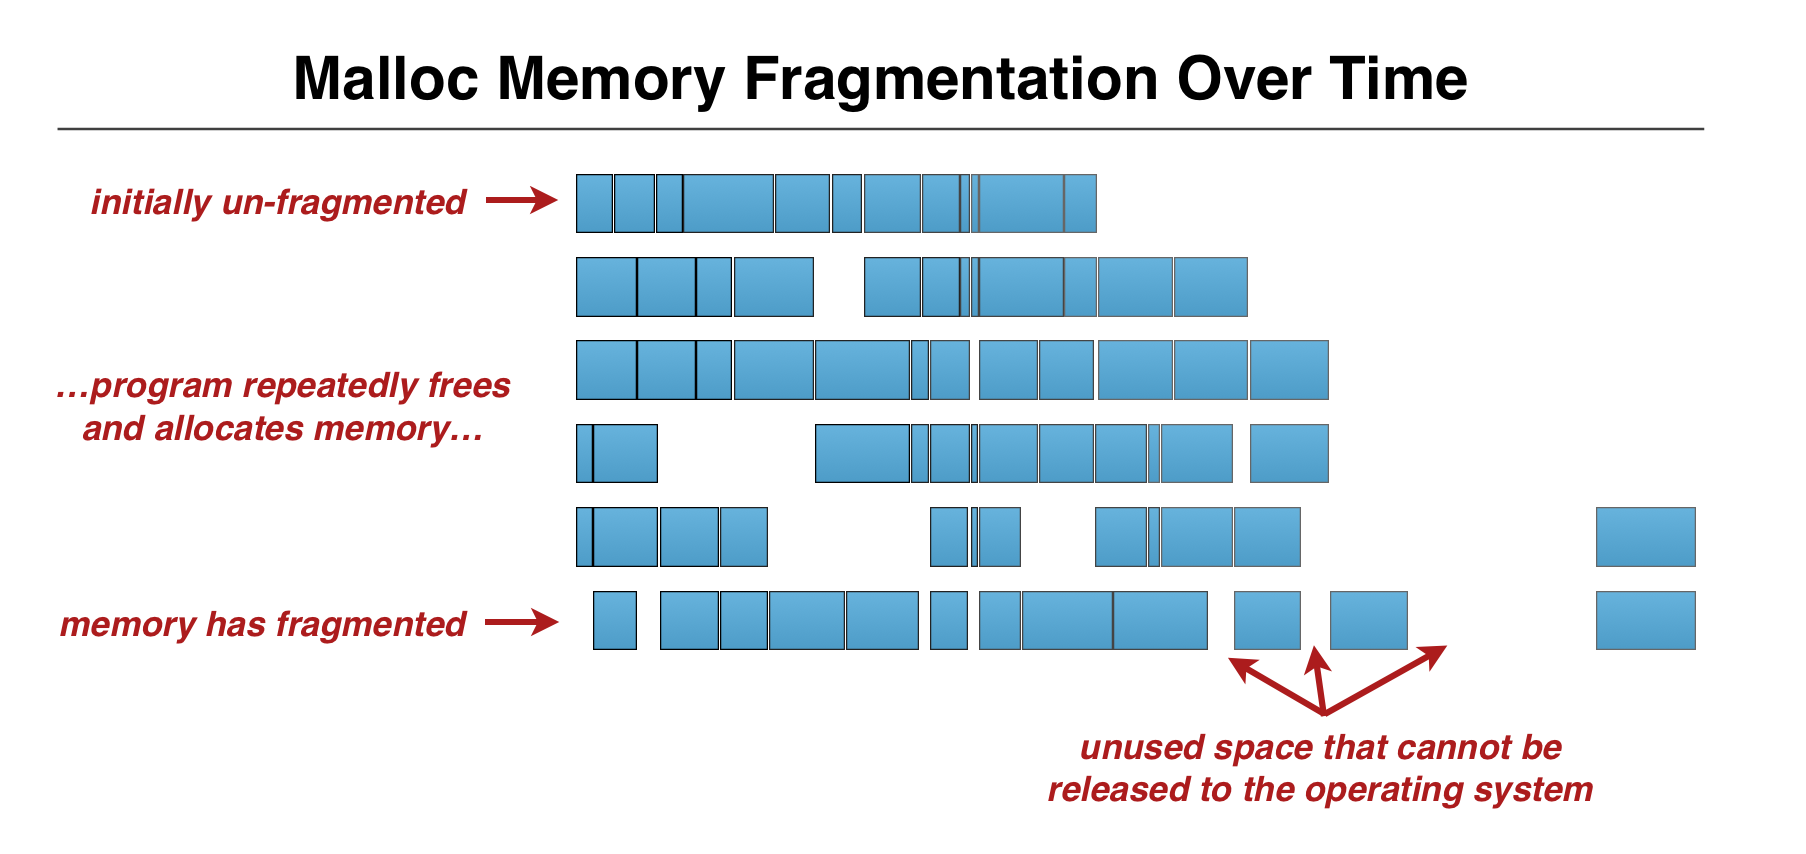 Malloc Memory Fragmentation Over Time
initially un-fragmented
…program repeatedly frees
and allocates memory…
memory has fragmented
unused space that cannot be
released to the operating system